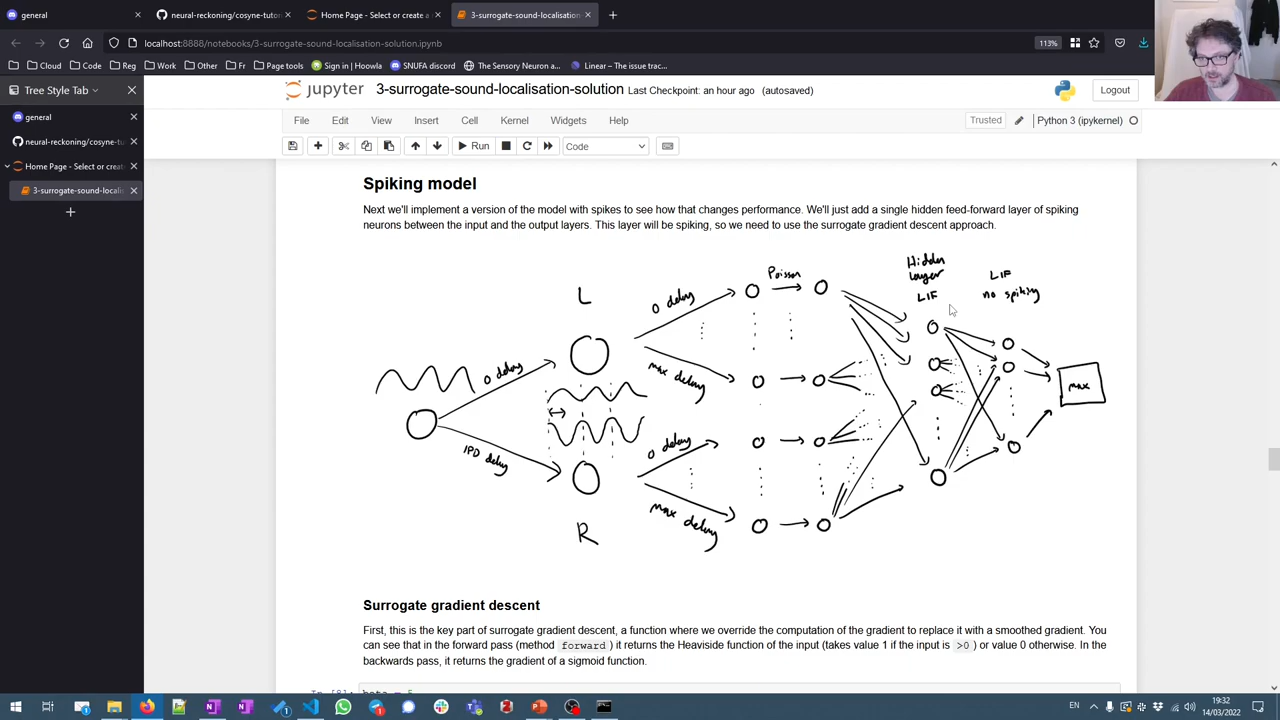 general
neural-reckoning/cosyne-tutor
Home Page - Select or create a
3-surrogate-sound-localisation
localhost:8888/notebooks/3-surrogate-sound-localisation-solution.ipynb
113%
Cloud
Code
Reg
Work
Other
Fr
Page Tools
Sign in | Howwla
SNUFA discord
The Sensory Neuron a...
Linear – The issue trac...
Tree Style Tab
general
neural-reckoning/cosyne-tu
Home Page - Select or creat
3-surrogate-sound-localis
jupyter 3-surrogate-sound-localisation-solution Last Checkpoint: an hour ago (autosaved)
Logout
File Edit View Insert Cell Kernel Widgets Help
Trusted
Python 3 (ipykernel)
Run
Code
Spiking model
Next we'll implement a version of the model with spikes to see how that changes performance. We'll just add a single hidden feed-forward layer of spiking
neurons between the input and the output layers. This layer will be spiking, so we need to use the surrogate gradient descent approach.
Hidden
layer
LIF
LIF
no spiking
Poisson
L
0 delay
max delay
0 delay
IPD delay
0 delay
max delay
R
max
Surrogate gradient descent
First, this is the key part of surrogate gradient descent, a function where we override the computation of the gradient to replace it with a smoothed gradient. You
can see that in the forward pass (method forward ) it returns the Heaviside function of the input (takes value 1 if the input is >0 ) or value 0 otherwise. In the
backwards pass, it returns the gradient of a sigmoid function.
In [8]: beta = 5
19:32
14/03/2022